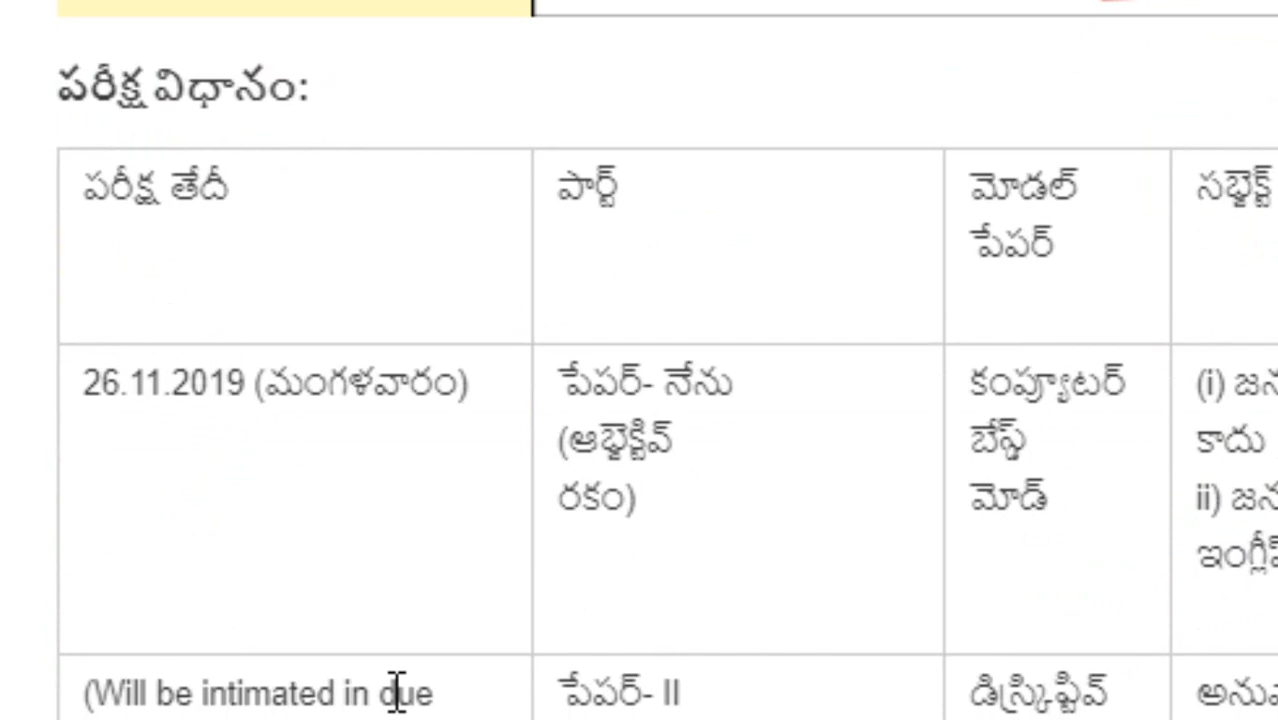 పరీక్ష విధానం:
పరీక్ష తేదీ
పార్ట్
మోడల్
పేపర్
సబ్జెక్ట్
26.11.2019 (మంగళవారం)
పేపర్- నేను
(ఆబ్జెక్టివ్
రకం)
కంప్యూటర్
బేస్డ్
మోడ్
(i)
కాదు
ii)
(Will be intimated in due
పేపర్- II
డిస్క్రిప్టివ్